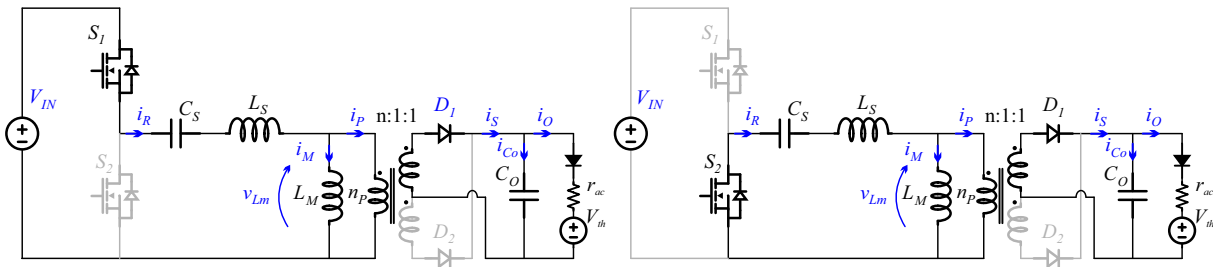 S1
VIN
iR
CS
LS
iP
n:1:1
D1
iS
iO
iM
iCo
CO
S2
vLm
LM
nP
rac
D2
Vth
S1
VIN
iR
CS
LS
iP
n:1:1
D1
iS
iO
iM
iCo
CO
S2
vLm
LM
nP
rac
D2
Vth